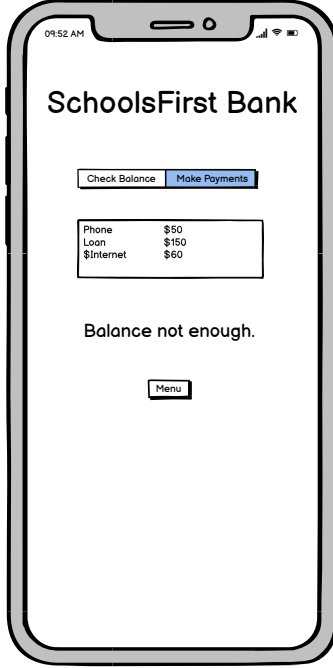 09:52 AM
SchoolsFirst Bank
Check Balance Make Payments
Phone $50
Loan $150
$Internet $60
Balance not enough.
Menu